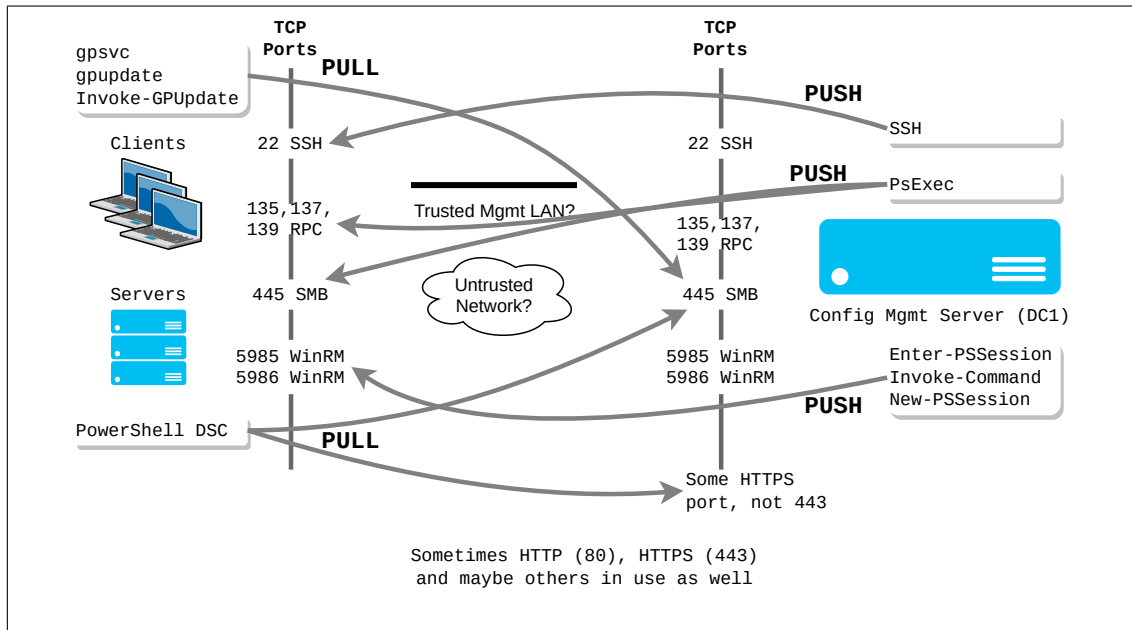 TCP
Ports
gpsvc
gpupdate
Invoke-GPUpdate
PULL
Clients
22 SSH
135,137,
139 RPC
Servers
445 SMB
5985 WinRM
5986 WinRM
PowerShell DSC
PULL
Trusted Mgmt LAN?
Untrusted
Network?
TCP
Ports
22 SSH
135,137,
139 RPC
445 SMB
5985 WinRM
5986 WinRM
Some HTTPS
port, not 443
PUSH
SSH
PUSH
PsExec
Config Mgmt Server (DC1)
Enter-PSSession
Invoke-Command
New-PSSession
PUSH
Sometimes HTTP (80), HTTPS (443)
and maybe others in use as well